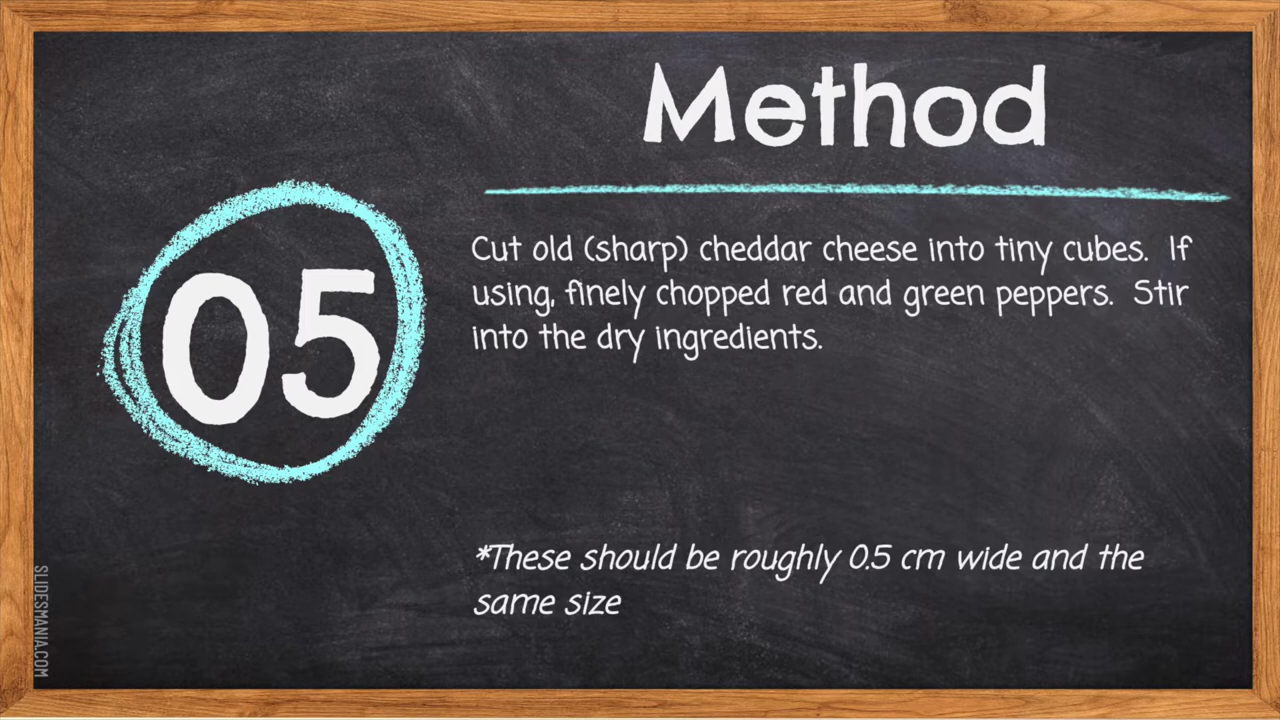 Method
05
Cut old (sharp) cheddar cheese into tiny cubes.  If
using, finely chopped red and green peppers.  Stir
into the dry ingredients.
*These should be roughly 0.5 cm wide and the
same size
SLIDESMANIA.COM